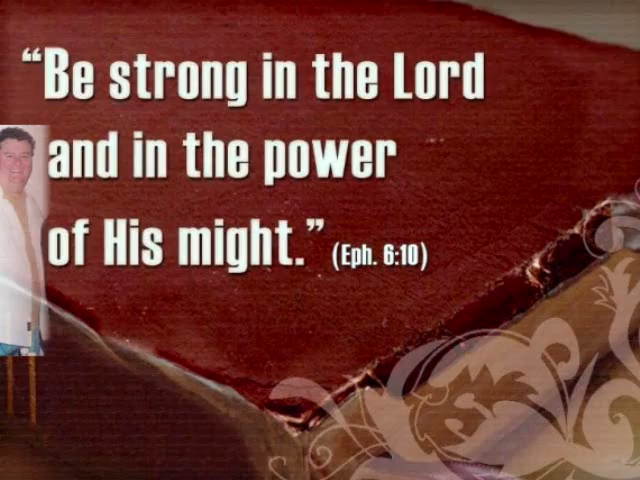 “Be strong in the Lord
and in the power
of His might.” (Eph. 6:10)